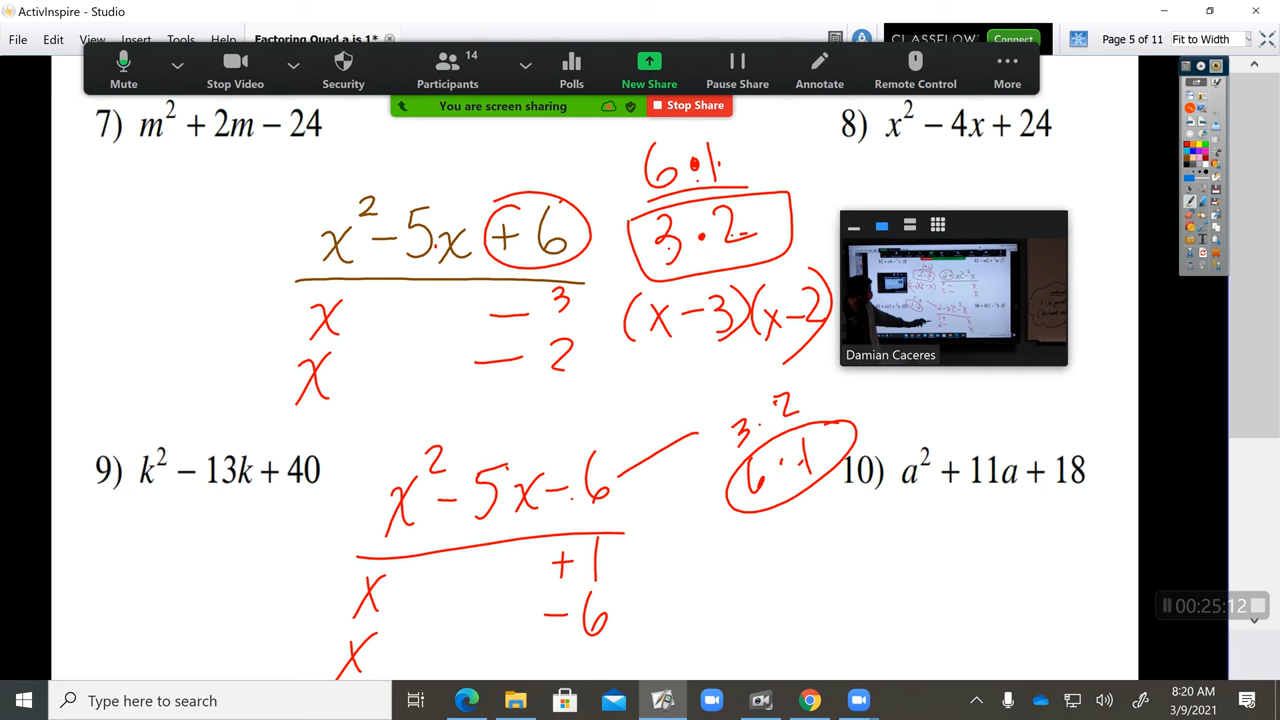 ActivInspire - Studio
File Edit View Insert Tools Help Factoring Quad a is 1* CLASSFLOW Connect Page 5 of 11 Fit to Width
Mute Stop Video Security 14 Participants Polls New Share Pause Share Annotate Remote Control More
You are screen sharing Stop Share
7) m² + 2m − 24
8) x² − 4x + 24
6·1
x² − 5x + 6
3·2
x − 3
(x − 3)(x − 2)
x − 2
Damian Caceres
3·2
6·1
9) k² − 13k + 40
x² − 5x − 6
10) a² + 11a + 18
x + 1
x − 6
00:25:12
Type here to search
8:20 AM
3/9/2021